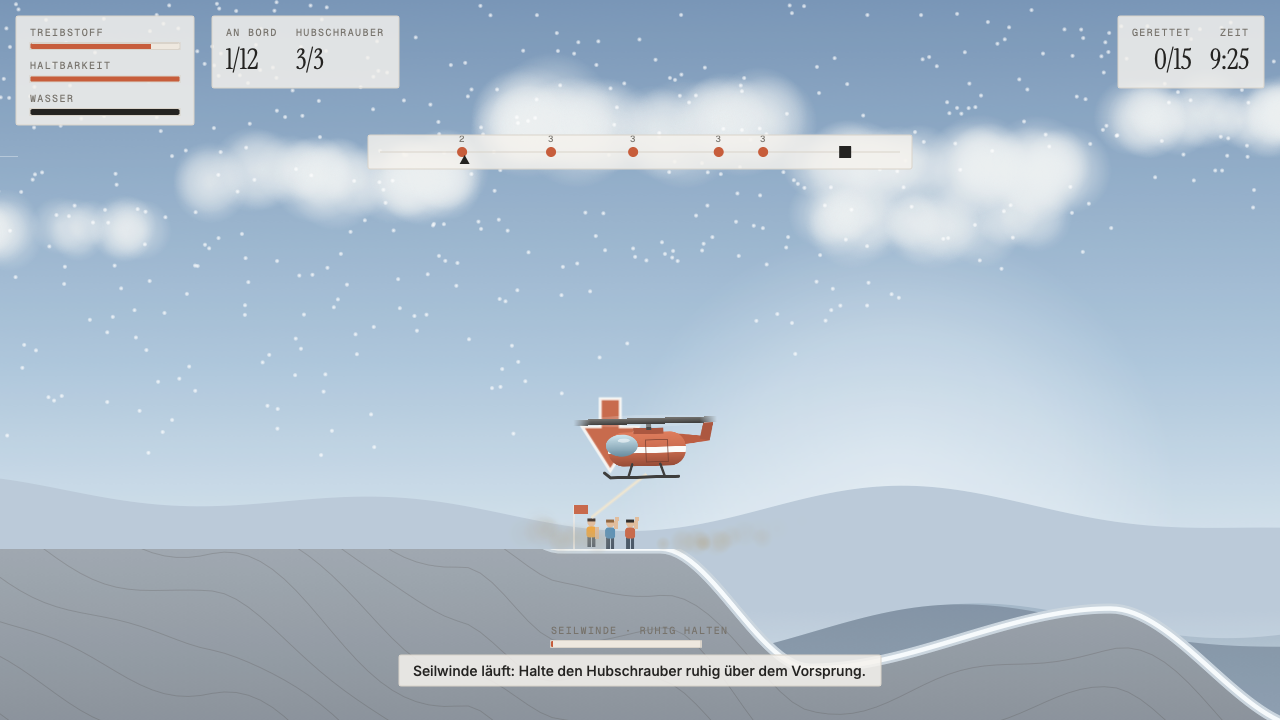 TREIBSTOFF
HALTBARKEIT
WASSER
AN BORD HUBSCHRAUBER
1/12 3/3
GERETTET ZEIT
0/15 9:25
2 3 3 3 3
SEILWINDE · RUHIG HALTEN
Seilwinde läuft: Halte den Hubschrauber ruhig über dem Vorsprung.